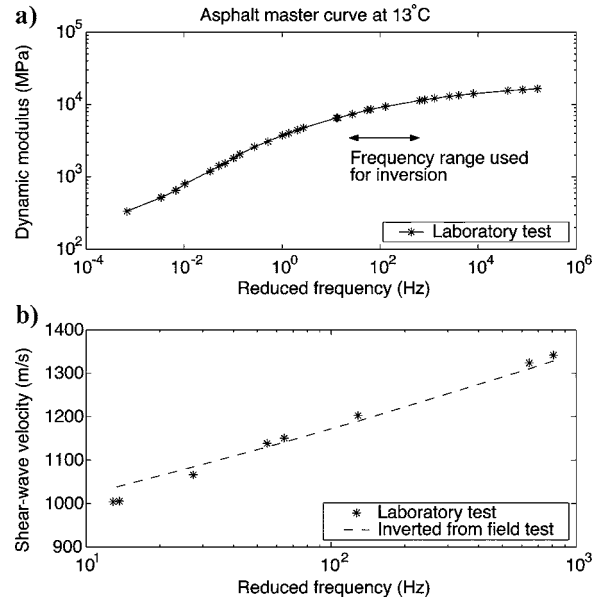 a)
Asphalt master curve at 13°C
Dynamic modulus (MPa)
10^5
10^4
10^3
10^2
Frequency range used
for inversion
Laboratory test
10^-4
10^-2
10^0
10^2
10^4
10^6
Reduced frequency (Hz)
b)
Shear-wave velocity (m/s)
1400
1300
1200
1100
1000
900
Laboratory test
Inverted from field test
10^1
10^2
10^3
Reduced frequency (Hz)